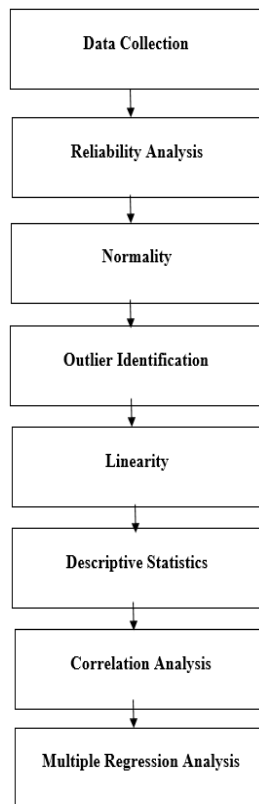 Data Collection
Reliability Analysis
Normality
Outlier Identification
Linearity
Descriptive Statistics
Correlation Analysis
Multiple Regression Analysis